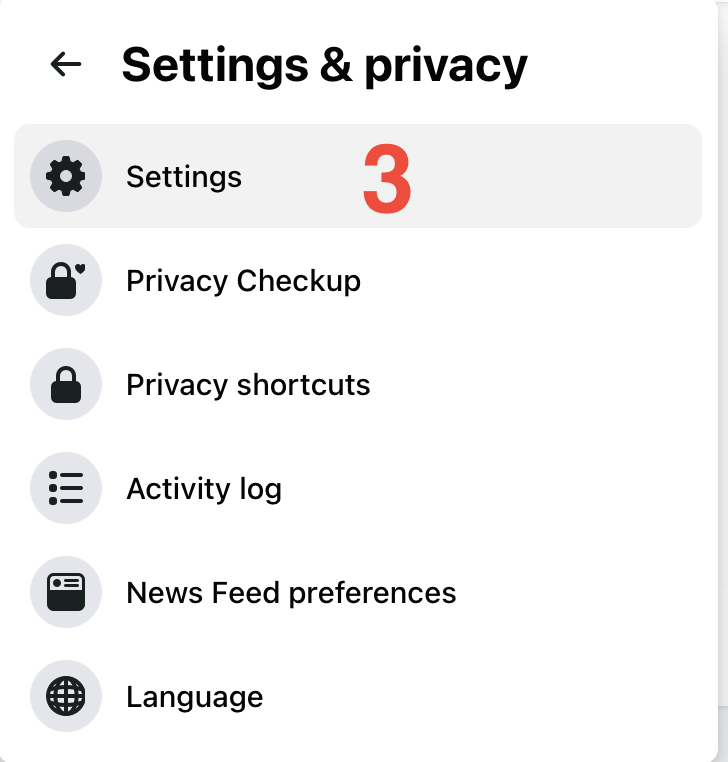 Settings & privacy
Settings 3
Privacy Checkup
Privacy shortcuts
Activity log
News Feed preferences
Language